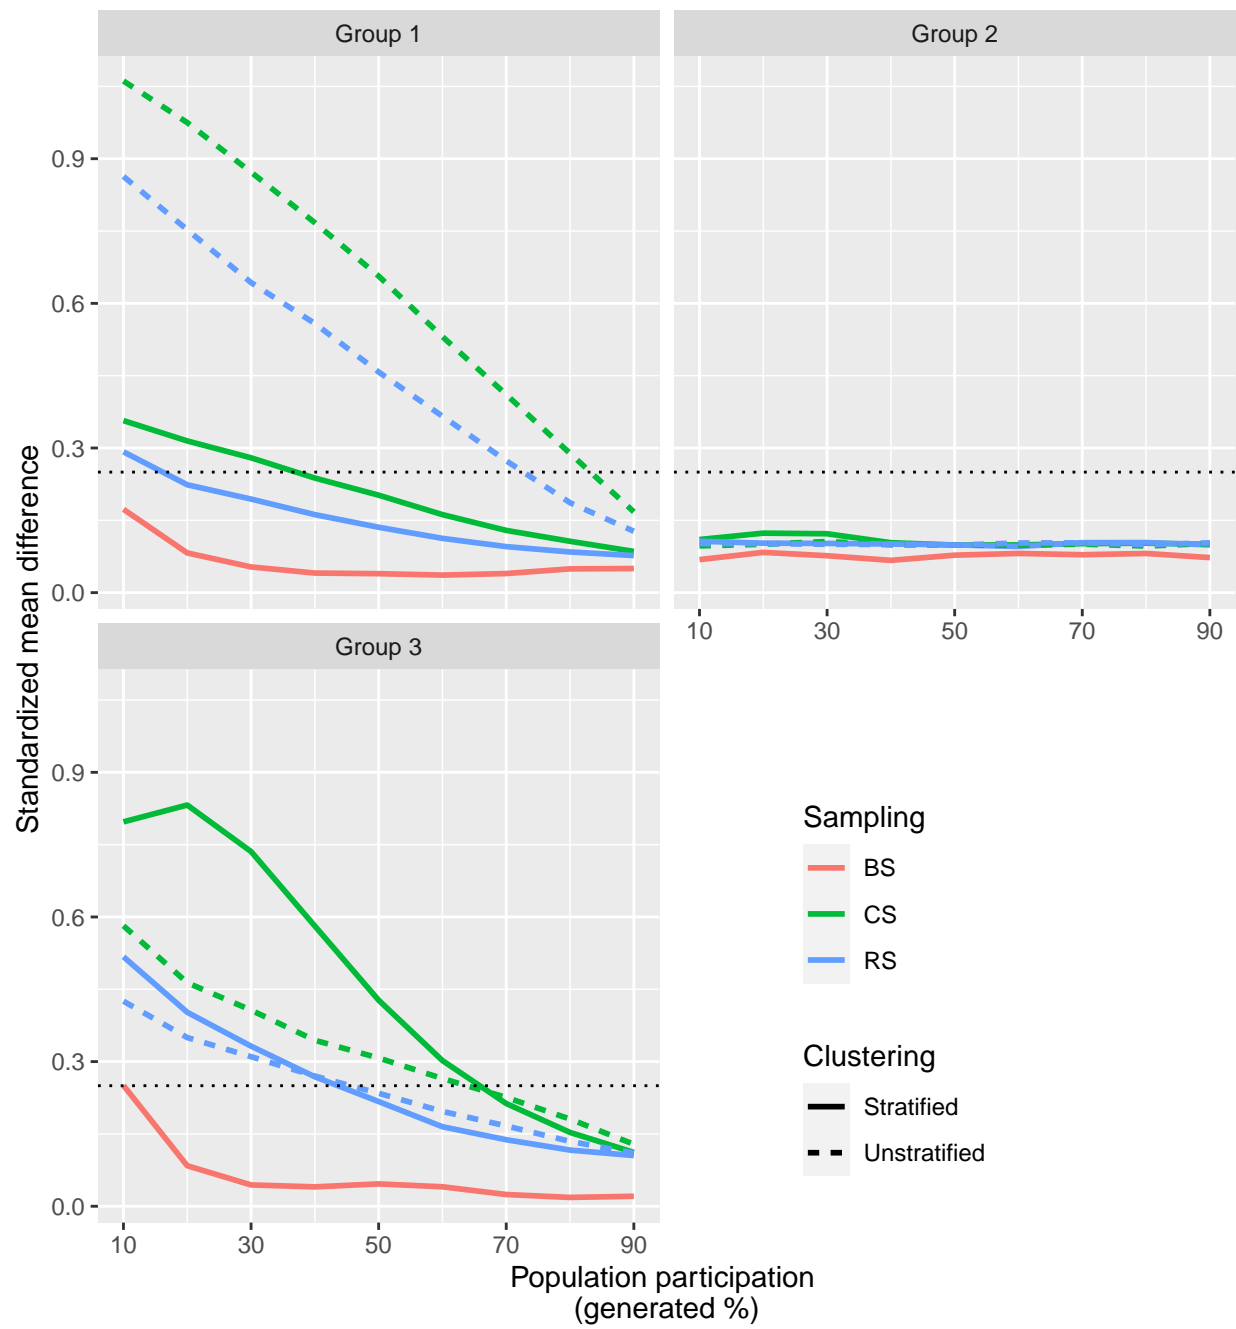 Group 1
Group 2
0.9
0.6
0.3
0.0
10
30
50
70
90
Standardized mean difference
Group 3
0.9
0.6
0.3
0.0
10
30
50
70
90
Population participation
(generated %)
Sampling
BS
CS
RS
Clustering
Stratified
Unstratified